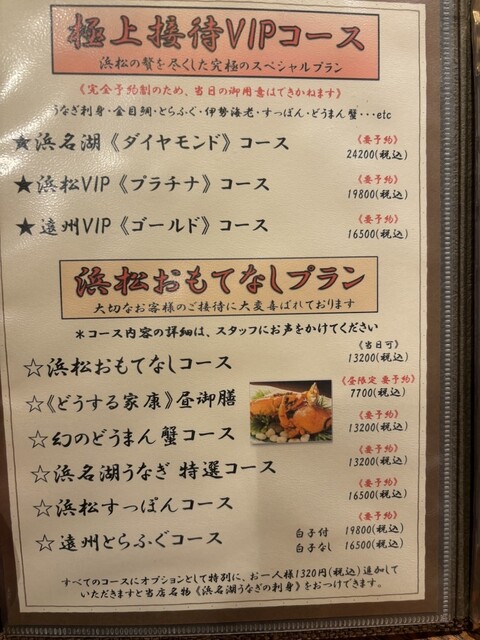 極上接待VIPコース
浜松の贅を尽くした究極のスペシャルプラン
《完全予約制のため、当日の御用意はできかねます》
うなぎ刺身・金目鯛・とらふぐ・伊勢海老・すっぽん・どうまん蟹・・・etc
《要予約》
★浜名湖《ダイヤモンド》コース 24200(税込)
《要予約》
★浜松VIP《プラチナ》コース 19800(税込)
《要予約》
★遠州VIP《ゴールド》コース 16500(税込)
浜松おもてなしプラン
大切なお客様のご接待に大変喜ばれております
*コース内容の詳細は、スタッフにお声をかけてください
《当日可》
☆浜松おもてなしコース 13200(税込)
《昼限定 要予約》
☆《どうする家康》昼御膳 7700(税込)
《要予約》
☆幻のどうまん 蟹コース 13200(税込)
《要予約》
☆浜名湖うなぎ 特選コース 13200(税込)
《要予約》
☆浜松すっぽんコース 16500(税込)
《要予約》
☆遠州とらふぐコース 白子付 19800(税込)
白子なし 16500(税込)
すべてのコースにオプションとして特別に、お一人様1320円(税込)追加して
いただきますと当店名物《浜名湖うなぎの刺身》をおつけできます。